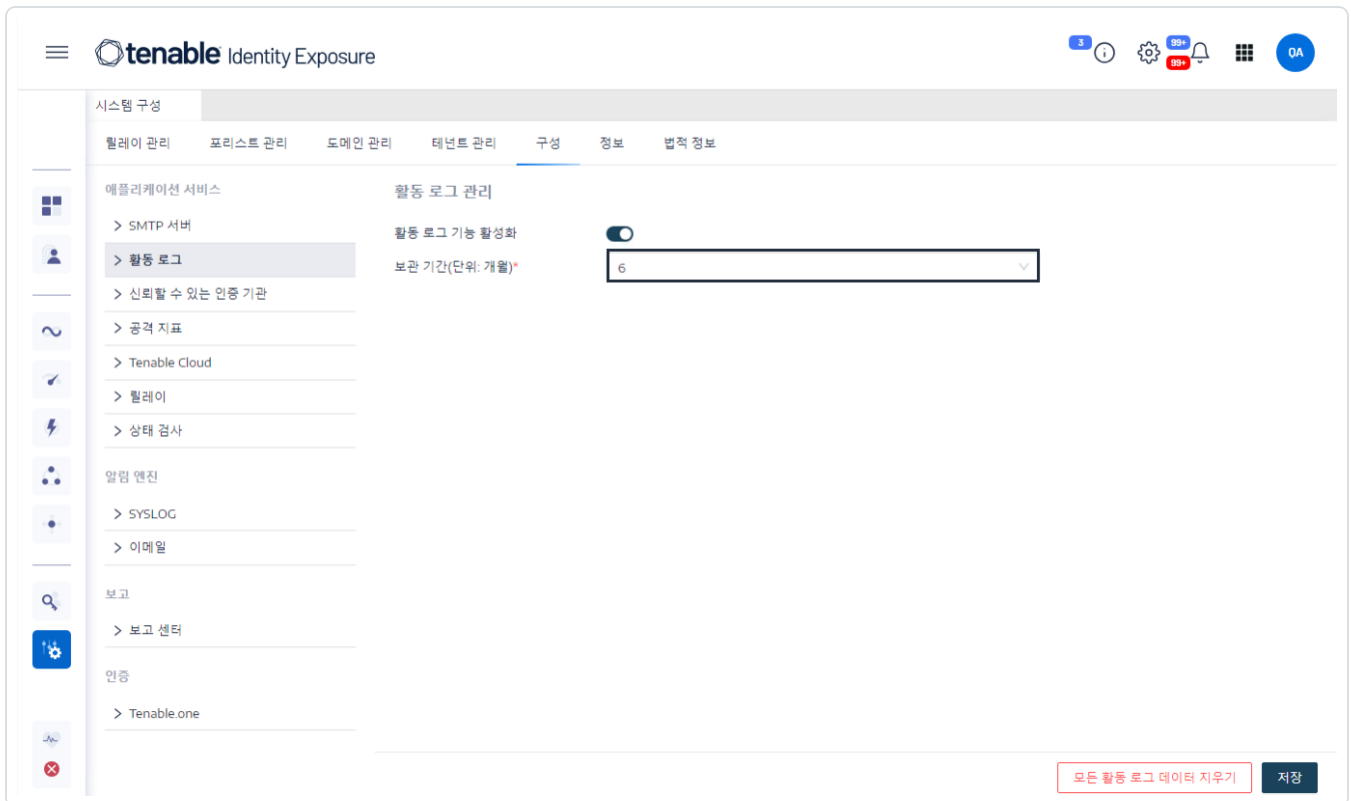 tenable Identity Exposure
3
99+
99+
QA
시스템 구성
릴레이 관리 포리스트 관리 도메인 관리 테넌트 관리 구성 정보 법적 정보
애플리케이션 서비스
SMTP 서버
활동 로그
신뢰할 수 있는 인증 기관
공격 지표
Tenable Cloud
릴레이
상태 검사
알림 엔진
SYSLOG
이메일
보고
보고 센터
인증
Tenable.one
활동 로그 관리
활동 로그 기능 활성화
보관 기간(단위: 개월)*
6
모든 활동 로그 데이터 지우기
저장